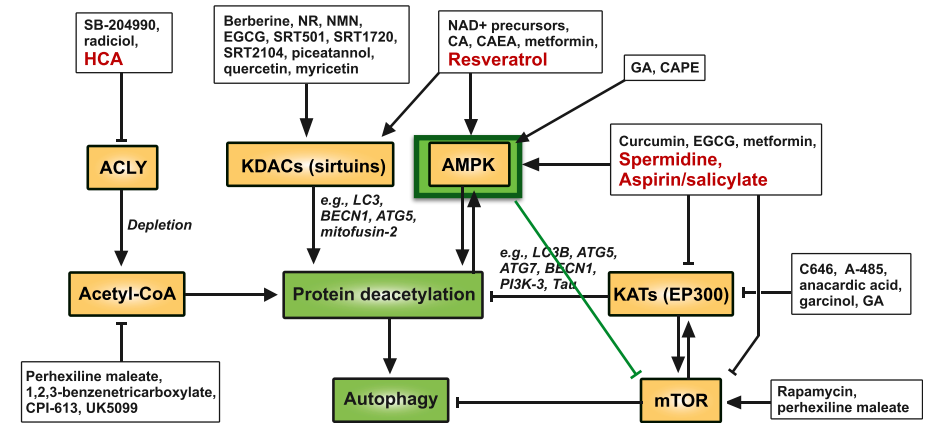 SB-204990,
radiciol,
HCA
Berberine, NR, NMN,
EGCG, SRT501, SRT1720,
SRT2104, piceatannol,
quercetin, myricetin
NAD+ precursors,
CA, CAEA, metformin,
Resveratrol
GA, CAPE
Curcumin, EGCG, metformin,
Spermidine,
Aspirin/salicylate
ACLY
KDACs (sirtuins)
AMPK
Depletion
e.g., LC3,
BECN1, ATG5,
mitofusin-2
e.g., LC3B, ATG5,
ATG7, BECN1,
PI3K-3, Tau
C646, A-485,
anacardic acid,
garcinol, GA
Acetyl-CoA
Protein deacetylation
KATs (EP300)
Perhexiline maleate,
1,2,3-benzenetricarboxylate,
CPI-613, UK5099
Autophagy
mTOR
Rapamycin,
perhexiline maleate